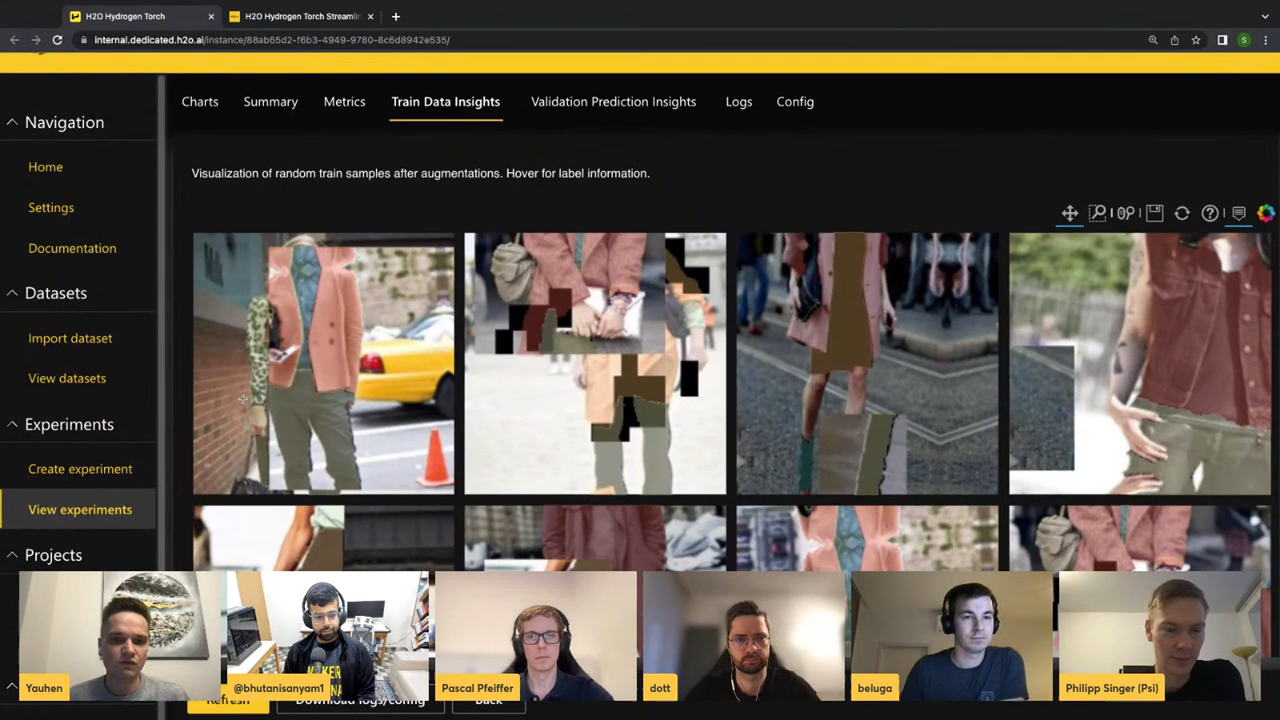 H2O Hydrogen Torch
H2O Hydrogen Torch Streamlin
internal.dedicated.h2o.ai/instance/88ab65d2-f6b3-4949-9780-8c6d8942e535/
S
Navigation
Home
Settings
Documentation
Datasets
Import dataset
View datasets
Experiments
Create experiment
View experiments
Projects
Charts Summary Metrics Train Data Insights Validation Prediction Insights Logs Config
Visualization of random train samples after augmentations. Hover for label information.
Refresh Download logs/config Back
Yauhen @bhutanisanyam1 Pascal Pfeiffer dott beluga Philipp Singer (Psi)